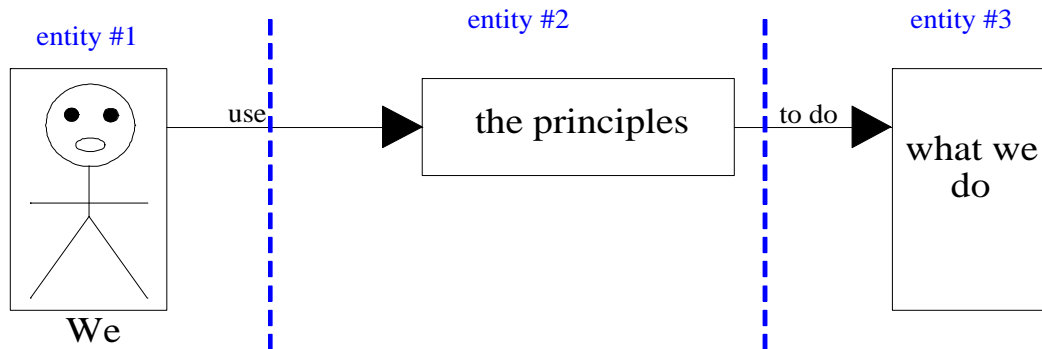 entity #1
entity #2
entity #3
use
the principles
to do
what we
do
We